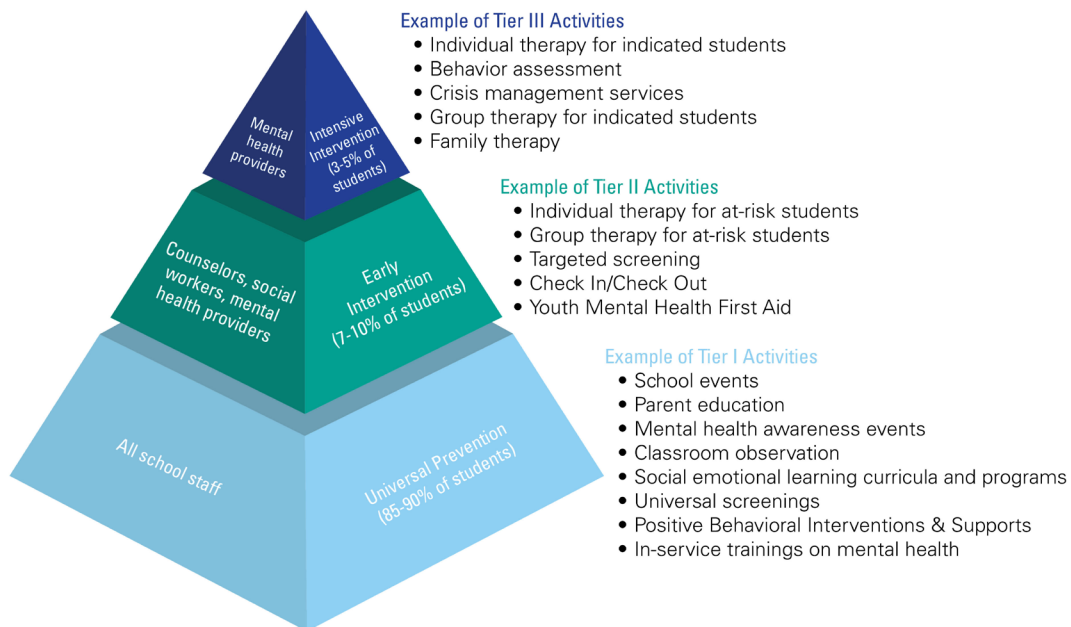 Example of Tier III Activities
• Individual therapy for indicated students
• Behavior assessment
• Crisis management services
• Group therapy for indicated students
• Family therapy
Mental
health
providers
Intensive
Intervention
(3-5% of
students)
Example of Tier II Activities
• Individual therapy for at-risk students
• Group therapy for at-risk students
• Targeted screening
• Check In/Check Out
• Youth Mental Health First Aid
Counselors, social
workers, mental
health providers
Early
Intervention
(7-10% of students)
Example of Tier I Activities
• School events
• Parent education
• Mental health awareness events
• Classroom observation
• Social emotional learning curricula and programs
• Universal screenings
• Positive Behavioral Interventions & Supports
• In-service trainings on mental health
All school staff
Universal Prevention
(85-90% of students)